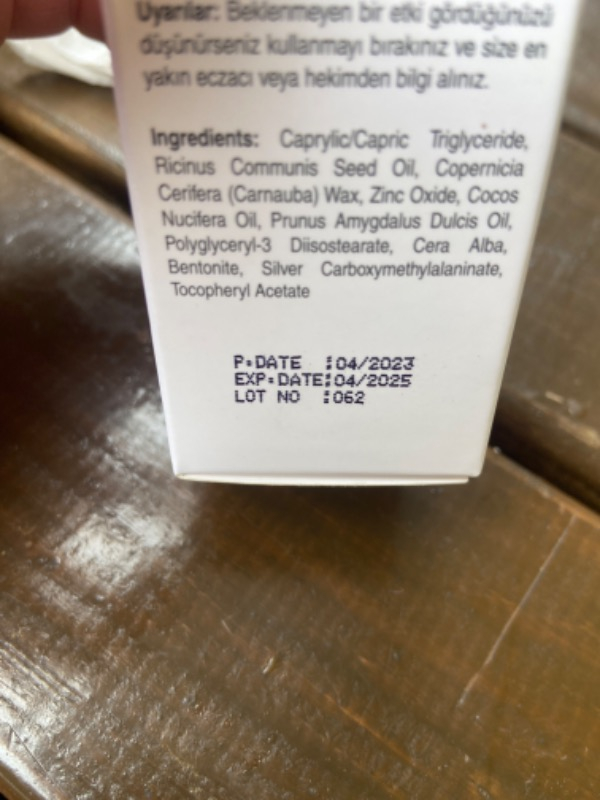 Uyarılar: Beklenmeyen bir etki gördüğünüzü
düşünürseniz kullanmayı bırakınız ve size en
yakın eczacı veya hekimden bilgi alınız.
Ingredients: Caprylic/Capric Triglyceride,
Ricinus Communis Seed Oil, Copernicia
Cerifera (Carnauba) Wax, Zinc Oxide, Cocos
Nucifera Oil, Prunus Amygdalus Dulcis Oil,
Polyglyceryl-3 Diisostearate, Cera Alba,
Bentonite, Silver Carboxymethylalaninate,
Tocopheryl Acetate
P.DATE :04/2023
EXP.DATE:04/2025
LOT NO :062